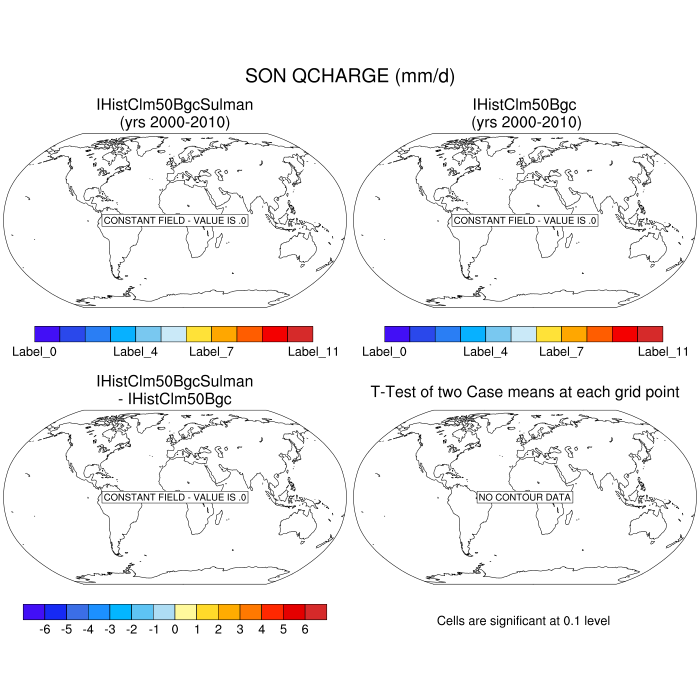 SON QCHARGE (mm/d)
IHistClm50BgcSulman
(yrs 2000-2010)
IHistClm50Bgc
(yrs 2000-2010)
CONSTANT FIELD - VALUE IS .0
CONSTANT FIELD - VALUE IS .0
Label_0 Label_4 Label_7 Label_11
Label_0 Label_4 Label_7 Label_11
IHistClm50BgcSulman
- IHistClm50Bgc
T-Test of two Case means at each grid point
CONSTANT FIELD - VALUE IS .0
NO CONTOUR DATA
-6 -5 -4 -3 -2 -1 0 1 2 3 4 5 6
Cells are significant at 0.1 level